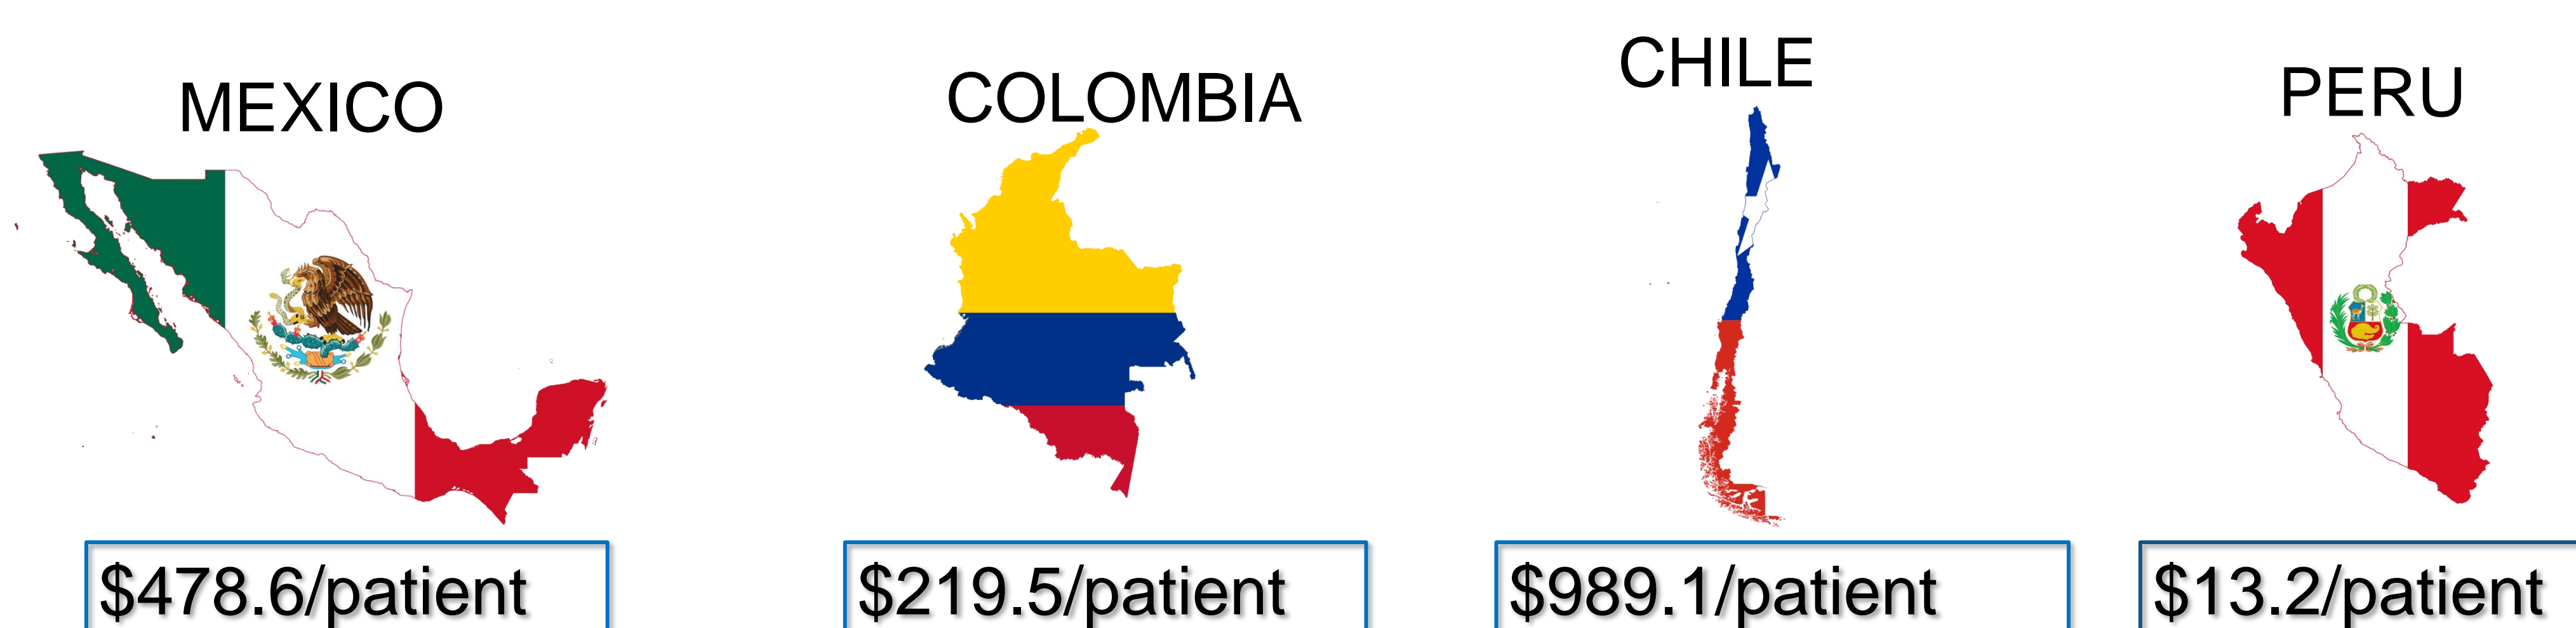 MEXICO
COLOMBIA
CHILE
PERU
$478.6/patient
$219.5/patient
$989.1/patient
$13.2/patient